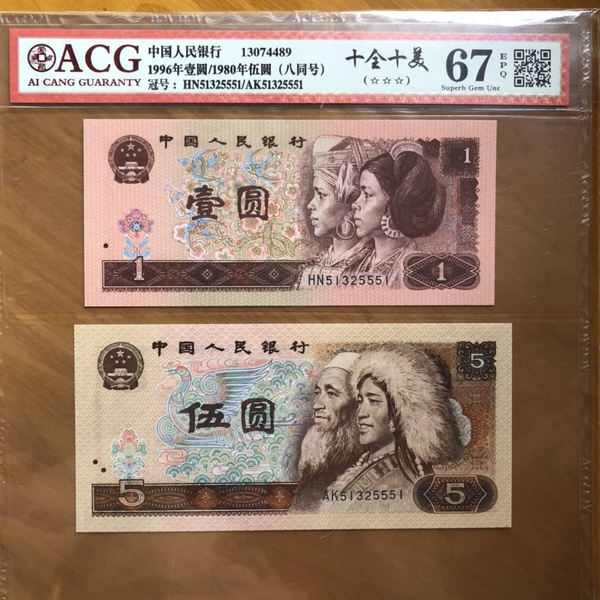 ACG
AI CANG GUARANTY
中国人民银行 13074489
1996年壹圆/1980年伍圆（八同号）
冠号：HN51325551/AK51325551
十全十美
(☆☆☆)
67 EPQ
Superb Gem Unc
中国人民银行
1
壹圆
1
HN51325551
1
中国人民银行
5
伍圆
5
AK51325551
5